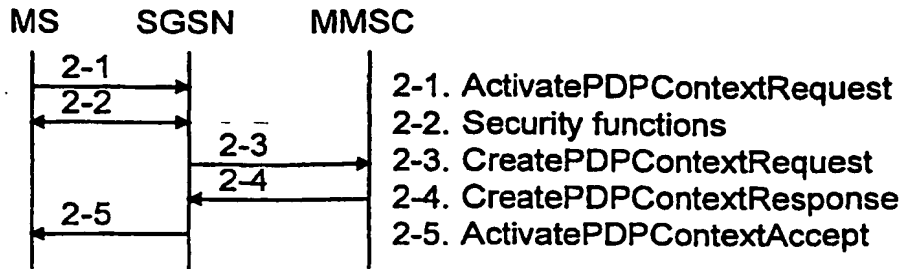 MS SGSN MMSC
2-1
2-2
2-3
2-4
2-5
2-1. ActivatePDPContextRequest
2-2. Security functions
2-3. CreatePDPContextRequest
2-4. CreatePDPContextResponse
2-5. ActivatePDPContextAccept